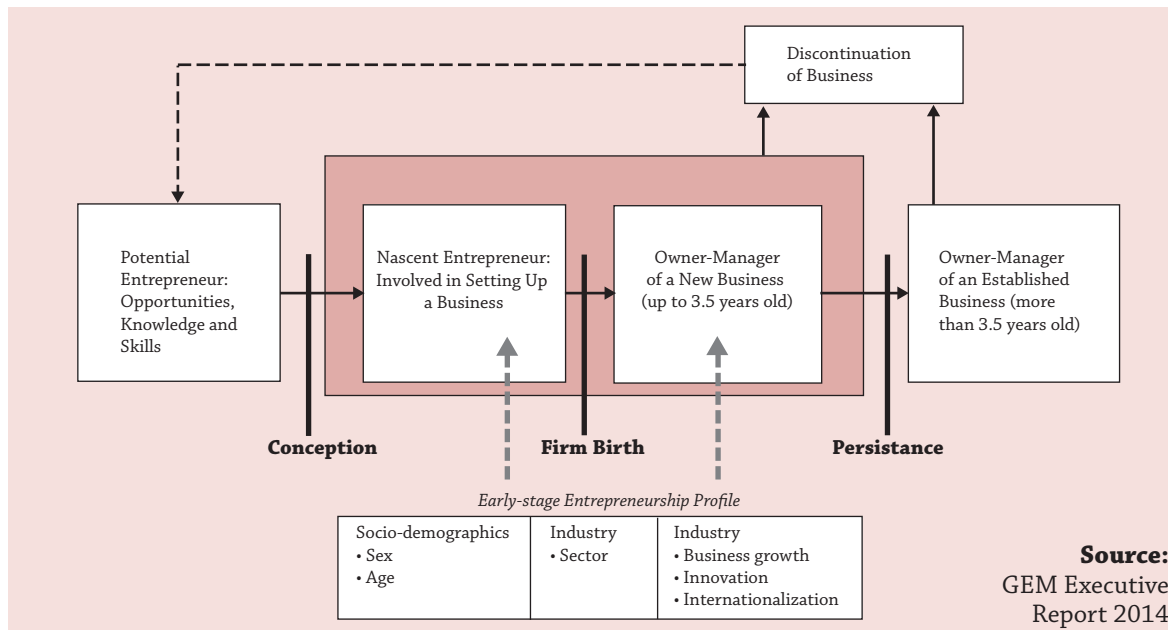 Discontinuation
of Business
Potential
Entrepreneur:
Opportunities,
Knowledge and
Skills
Nascent Entrepreneur:
Involved in Setting Up
a Business
Owner-Manager
of a New Business
(up to 3.5 years old)
Owner-Manager
of an Established
Business (more
than 3.5 years old)
Conception
Firm Birth
Persistance
Early-stage Entrepreneurship Profile
Socio-demographics
• Sex
• Age
Industry
• Sector
Industry
• Business growth
• Innovation
• Internationalization
Source:
GEM Executive
Report 2014